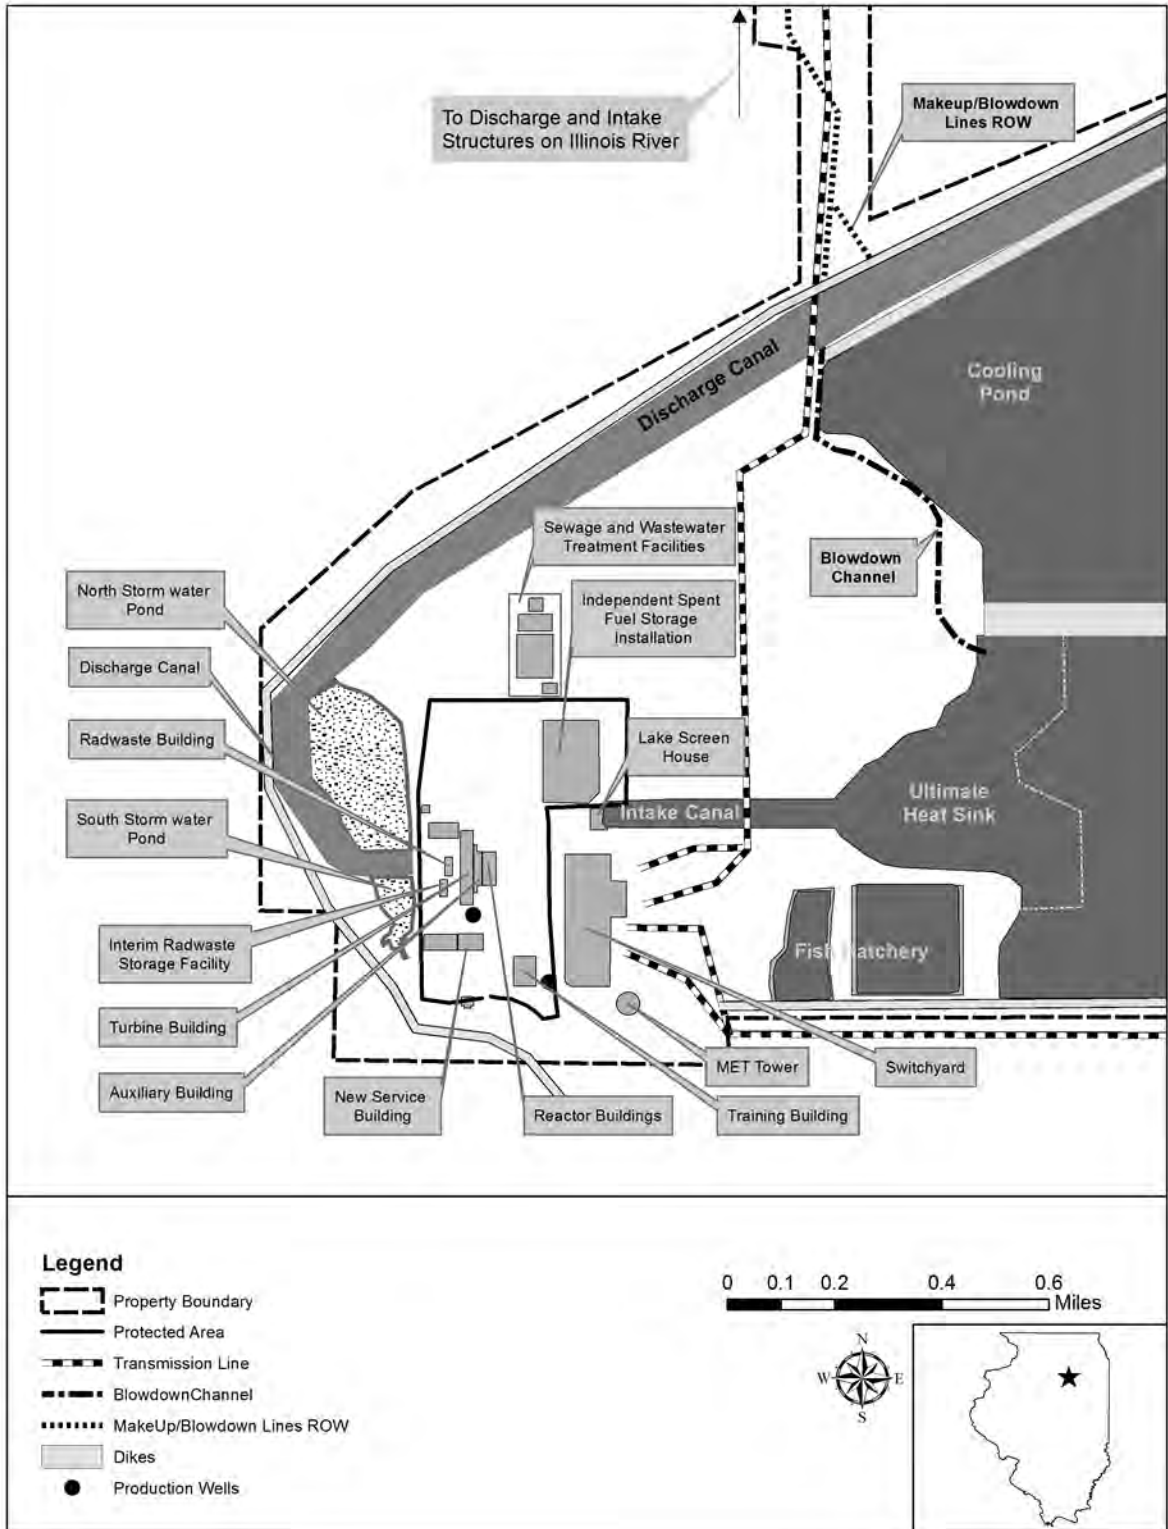 To Discharge and Intake
Structures on Illinois River
Makeup/Blowdown
Lines ROW
Discharge Canal
Cooling
Pond
Sewage and Wastewater
Treatment Facilities
Blowdown
Channel
North Storm water
Pond
Independent Spent
Fuel Storage
Installation
Discharge Canal
Radwaste Building
Lake Screen
House
South Storm water
Pond
Intake Canal
Ultimate
Heat Sink
Interim Radwaste
Storage Facility
Fish Hatchery
Turbine Building
MET Tower
Switchyard
Auxiliary Building
New Service
Building
Reactor Buildings
Training Building
Legend
Property Boundary
Protected Area
Transmission Line
BlowdownChannel
MakeUp/Blowdown Lines ROW
Dikes
Production Wells
0 0.1 0.2 0.4 0.6
Miles
N
W E
S